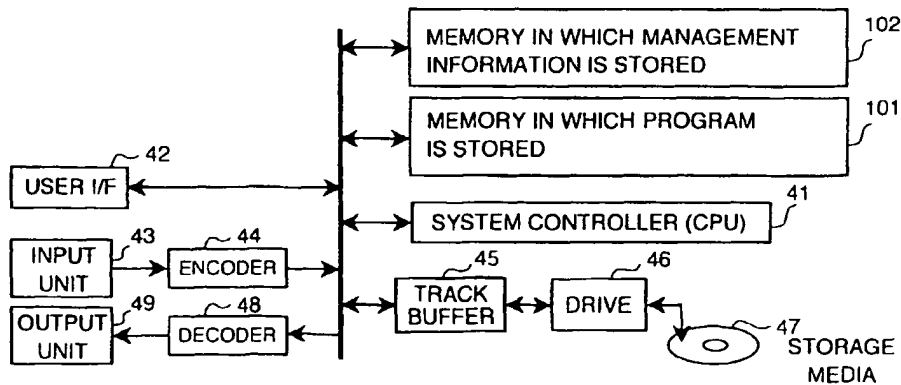 102
MEMORY IN WHICH MANAGEMENT
INFORMATION IS STORED
101
MEMORY IN WHICH PROGRAM
IS STORED
42
USER I/F
41
SYSTEM CONTROLLER (CPU)
43
INPUT
UNIT
44
ENCODER
45
TRACK
BUFFER
46
DRIVE
49
OUTPUT
UNIT
48
DECODER
47
STORAGE
MEDIA